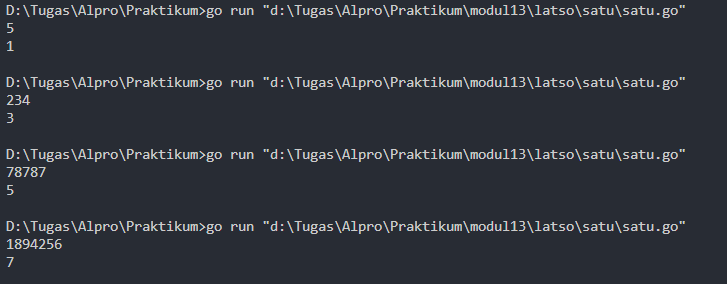 D:\Tugas\Alpro\Praktikum>go run "d:\Tugas\Alpro\Praktikum\modul13\latso\satu\satu.go"
5
1
D:\Tugas\Alpro\Praktikum>go run "d:\Tugas\Alpro\Praktikum\modul13\latso\satu\satu.go"
234
3
D:\Tugas\Alpro\Praktikum>go run "d:\Tugas\Alpro\Praktikum\modul13\latso\satu\satu.go"
78787
5
D:\Tugas\Alpro\Praktikum>go run "d:\Tugas\Alpro\Praktikum\modul13\latso\satu\satu.go"
1894256
7